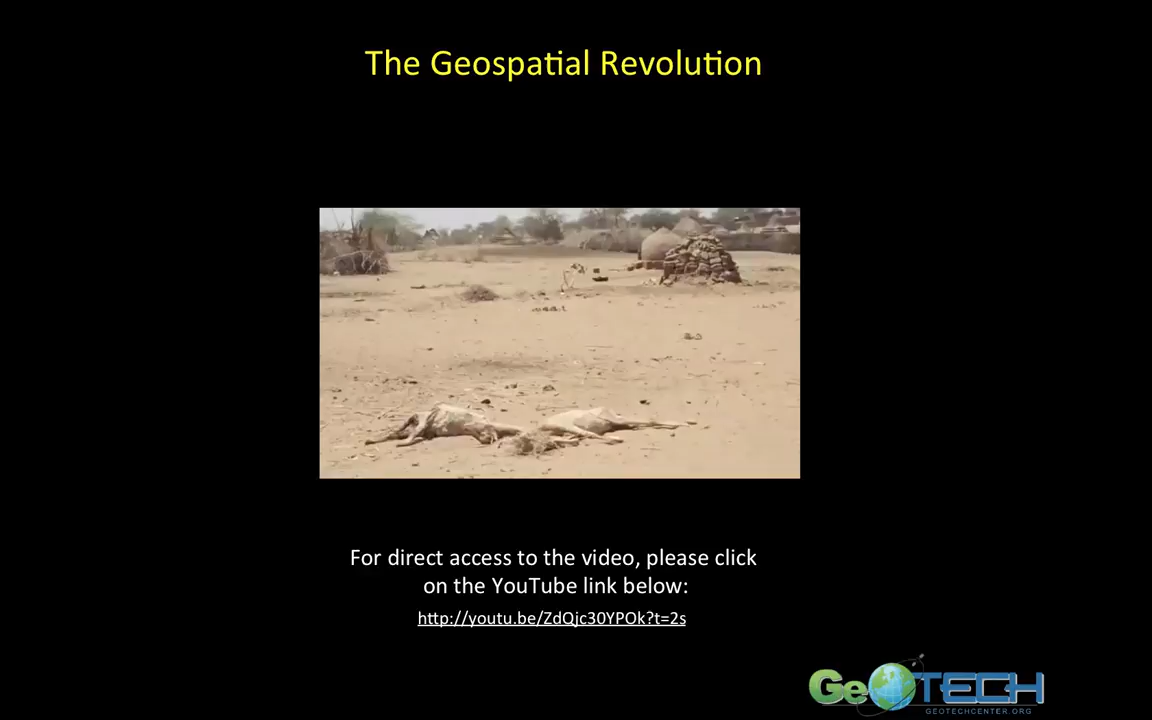 The Geospatial Revolution
For direct access to the video, please click
on the YouTube link below:
http://youtu.be/ZdQjc30YPOk?t=2s
GeoTECH
GEOTECHCENTER.ORG